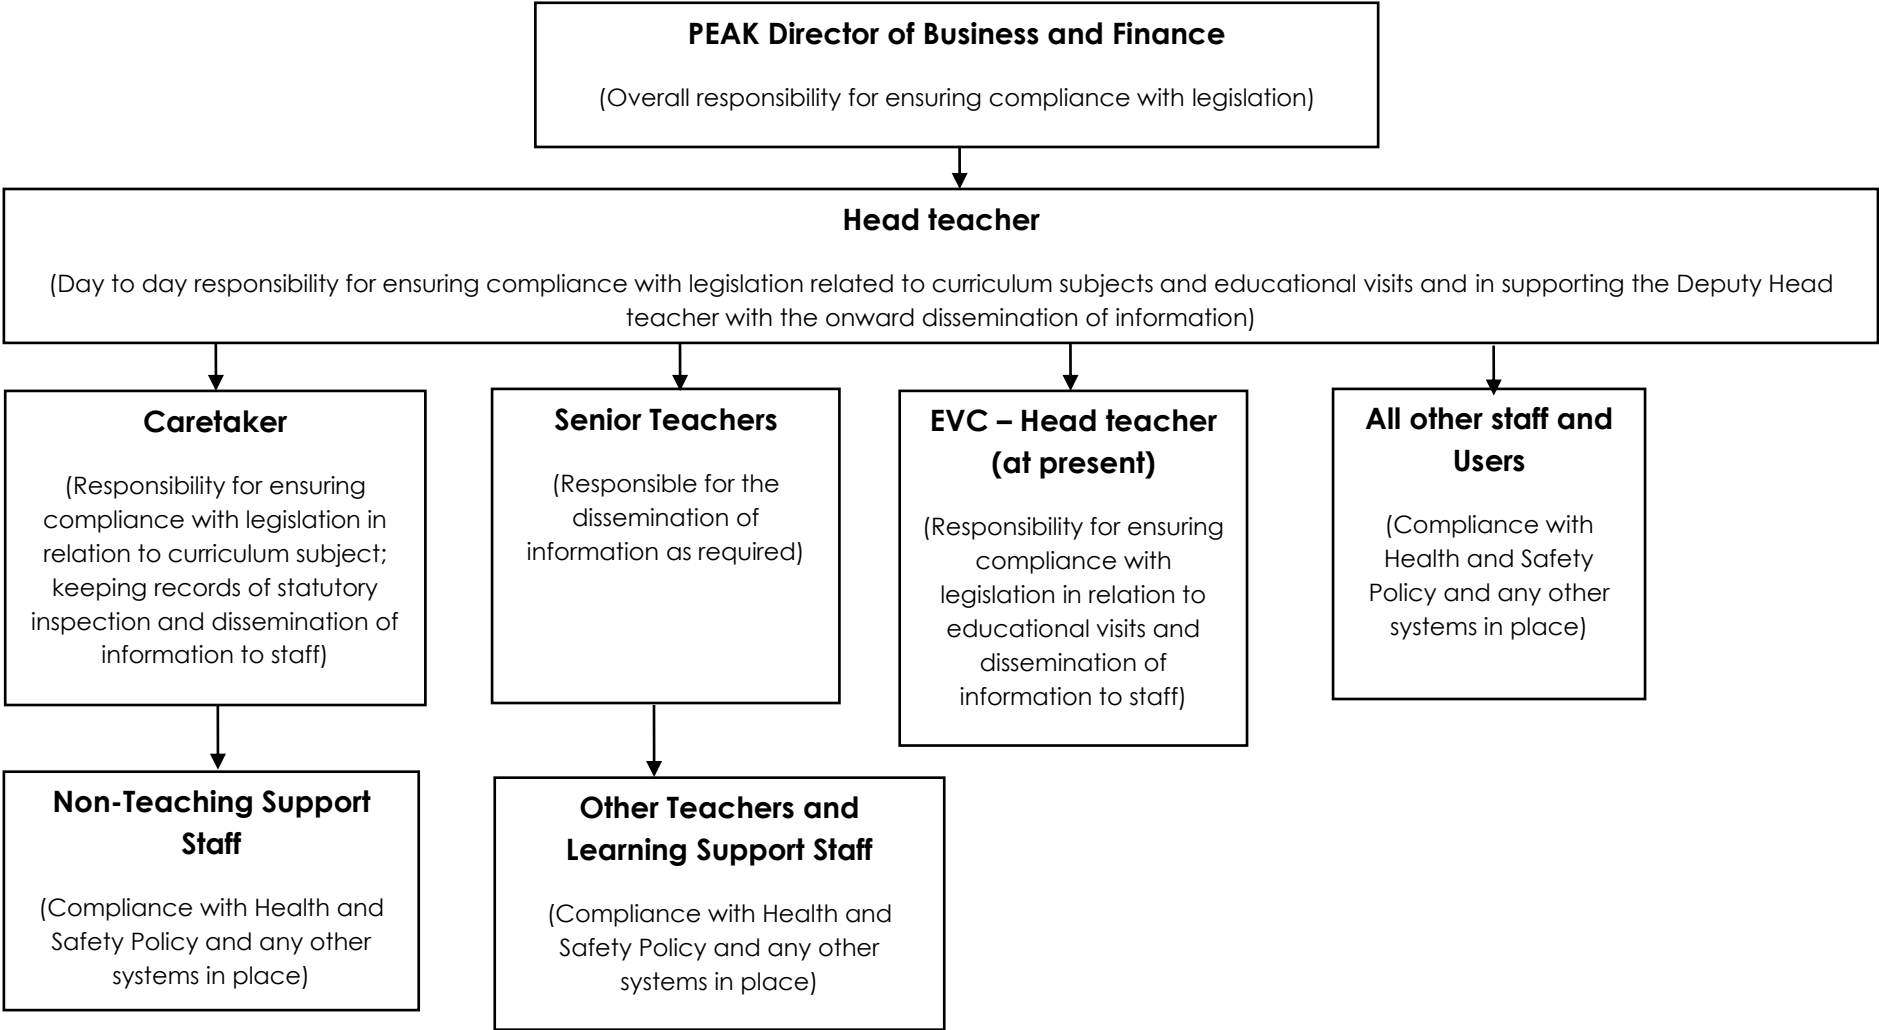 PEAK Director of Business and Finance
(Overall responsibility for ensuring compliance with legislation)
Head teacher
(Day to day responsibility for ensuring compliance with legislation related to curriculum subjects and educational visits and in supporting the Deputy Head
teacher with the onward dissemination of information)
Caretaker
(Responsibility for ensuring
compliance with legislation in
relation to curriculum subject;
keeping records of statutory
inspection and dissemination of
information to staff)
Senior Teachers
(Responsible for the
dissemination of
information as required)
EVC – Head teacher
(at present)
(Responsibility for ensuring
compliance with
legislation in relation to
educational visits and
dissemination of
information to staff)
All other staff and
Users
(Compliance with
Health and Safety
Policy and any other
systems in place)
Non-Teaching Support
Staff
(Compliance with Health and
Safety Policy and any other
systems in place)
Other Teachers and
Learning Support Staff
(Compliance with Health and
Safety Policy and any other
systems in place)